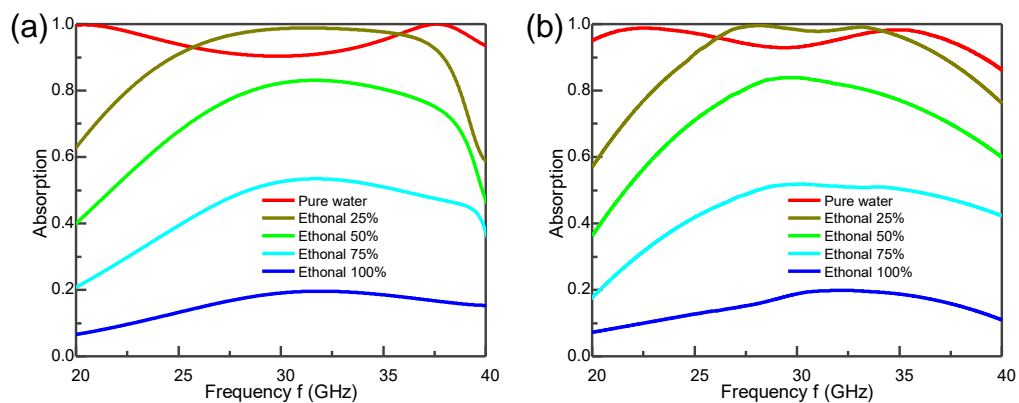 (a)
Absorption
1.0
0.8
0.6
0.4
0.2
0.0
Pure water
Ethonal 25%
Ethonal 50%
Ethonal 75%
Ethonal 100%
20 25 30 35 40
Frequency f (GHz)
(b)
Absorption
1.0
0.8
0.6
0.4
0.2
0.0
Pure water
Ethonal 25%
Ethonal 50%
Ethonal 75%
Ethonal 100%
20 25 30 35 40
Frequency f (GHz)